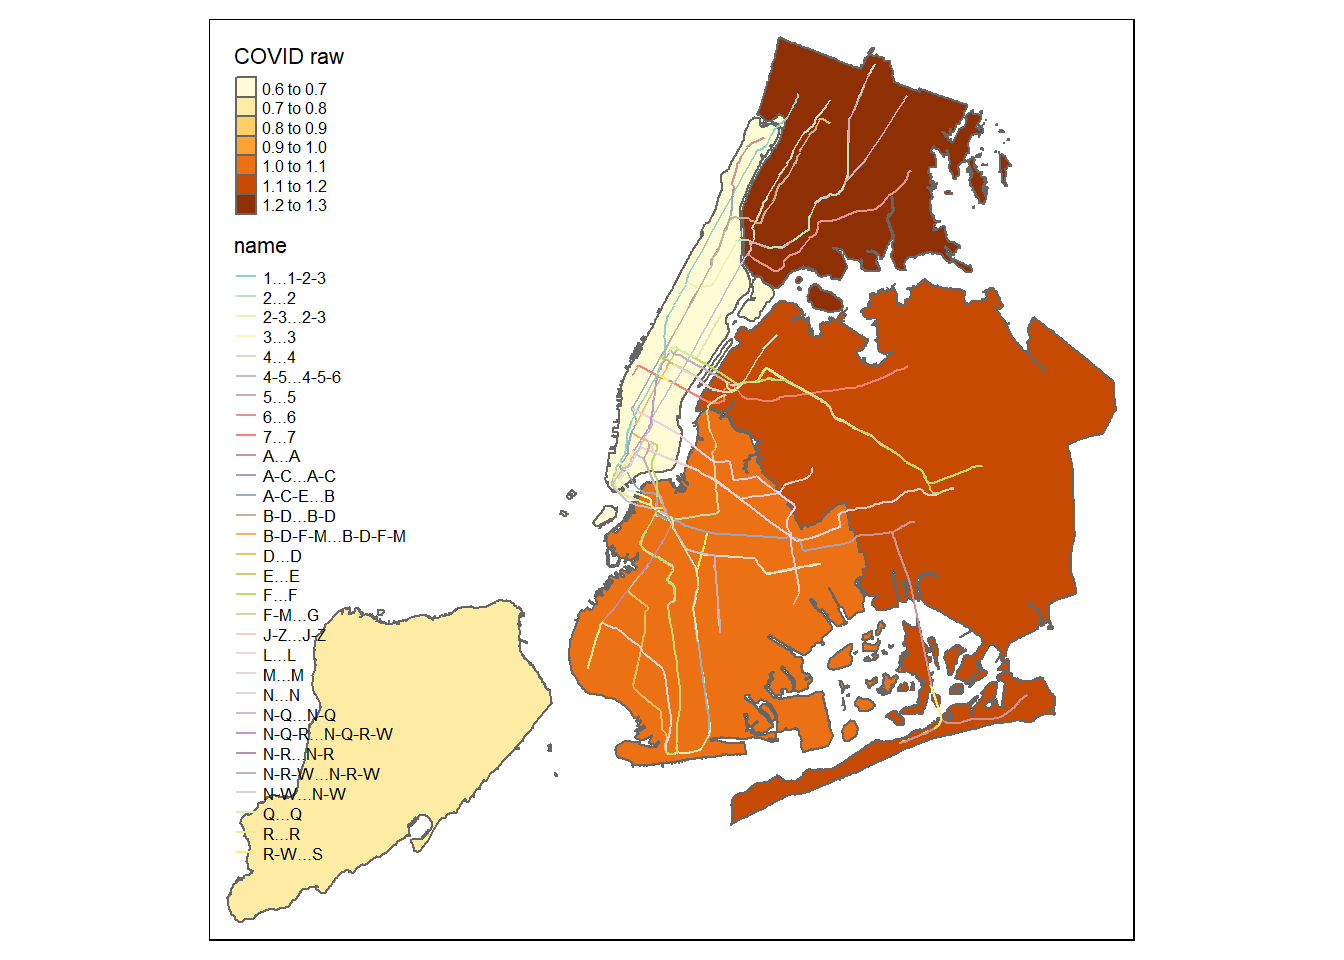 COVID raw
0.6 to 0.7
0.7 to 0.8
0.8 to 0.9
0.9 to 1.0
1.0 to 1.1
1.1 to 1.2
1.2 to 1.3
name
1...1-2-3
2...2
2-3...2-3
3...3
4...4
4-5...4-5-6
5...5
6...6
7...7
A...A
A-C...A-C
A-C-E...B
B-D...B-D
B-D-F-M...B-D-F-M
D...D
E...E
F...F
F-M...G
J-Z...J-Z
L...L
M...M
N...N
N-Q...N-Q
N-Q-R...N-Q-R-W
N-R...N-R
N-R-W...N-R-W
N-W...N-W
Q...Q
R...R
R-W...S